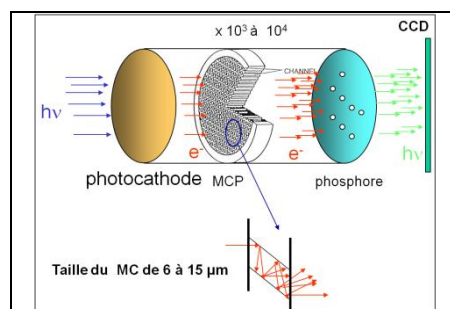 x 10³ à 10⁴
CCD
CHANNEL
hν
e⁻
e⁻
hν
photocathode
MCP
phosphore
Taille du MC de 6 à 15 µm